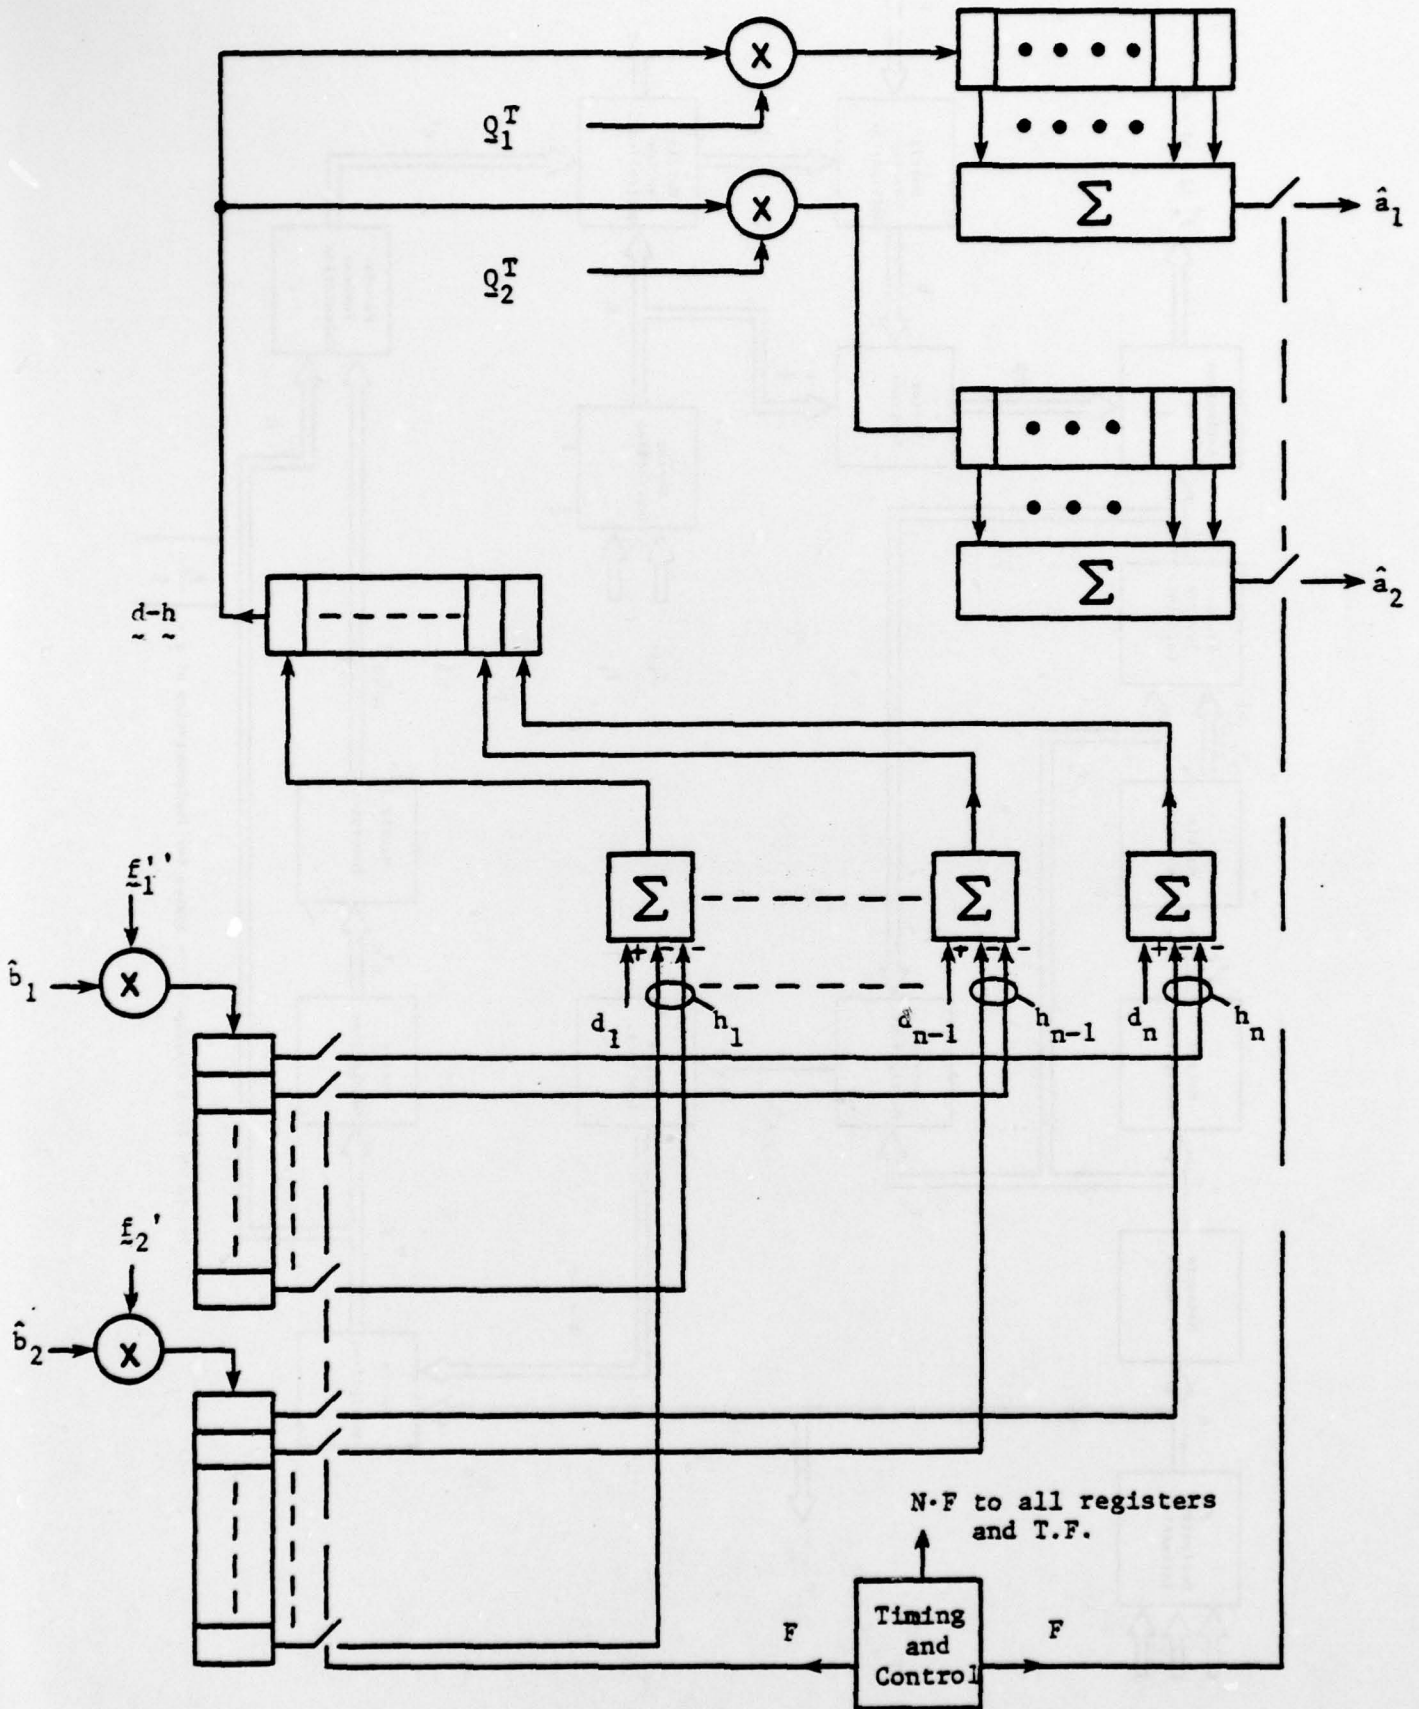 X
Q₁ᵀ
Σ
â₁
X
Q₂ᵀ
Σ
â₂
d-h
f₁''
Σ
Σ
Σ
b̂₁
X
+ - -
+ - -
+ - -
d₁
h₁
dₙ₋₁
hₙ₋₁
dₙ
hₙ
f₂'
b̂₂
X
N·F to all registers
and T.F.
F
Timing
and
Control
F